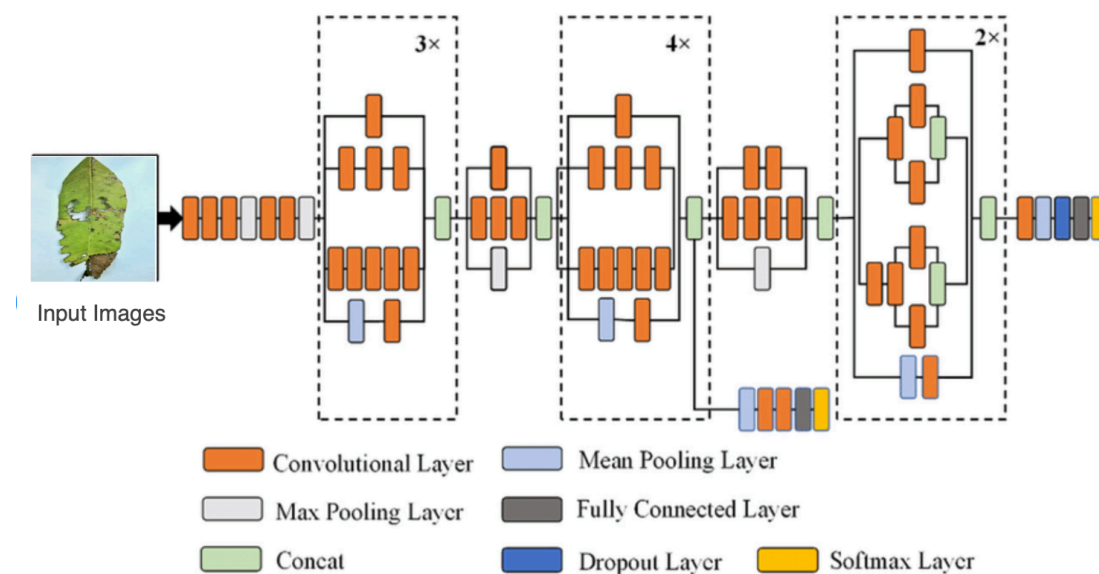 3×
4×
2×
Input Images
Convolutional Layer
Mean Pooling Layer
Max Pooling Layer
Fully Connected Layer
Concat
Dropout Layer
Softmax Layer